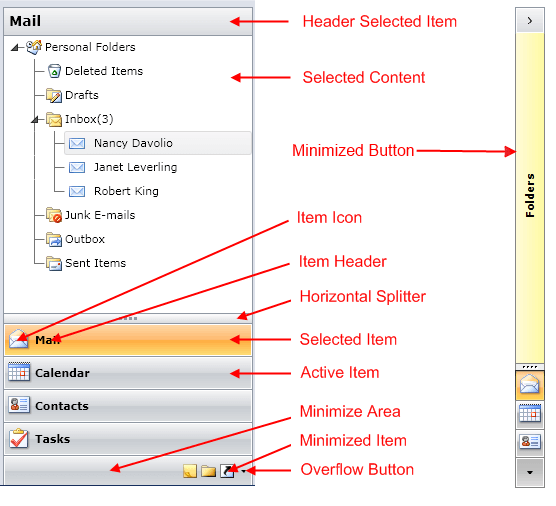 Mail
Header Selected Item
Personal Folders
Deleted Items
Selected Content
Drafts
Inbox(3)
Nancy Davolio
Minimized Button
Janet Leverling
Robert King
Folders
Junk E-mails
Item Icon
Outbox
Sent Items
Item Header
Horizontal Splitter
Mail
Selected Item
Calendar
Active Item
Contacts
Minimize Area
Tasks
Minimized Item
Overflow Button